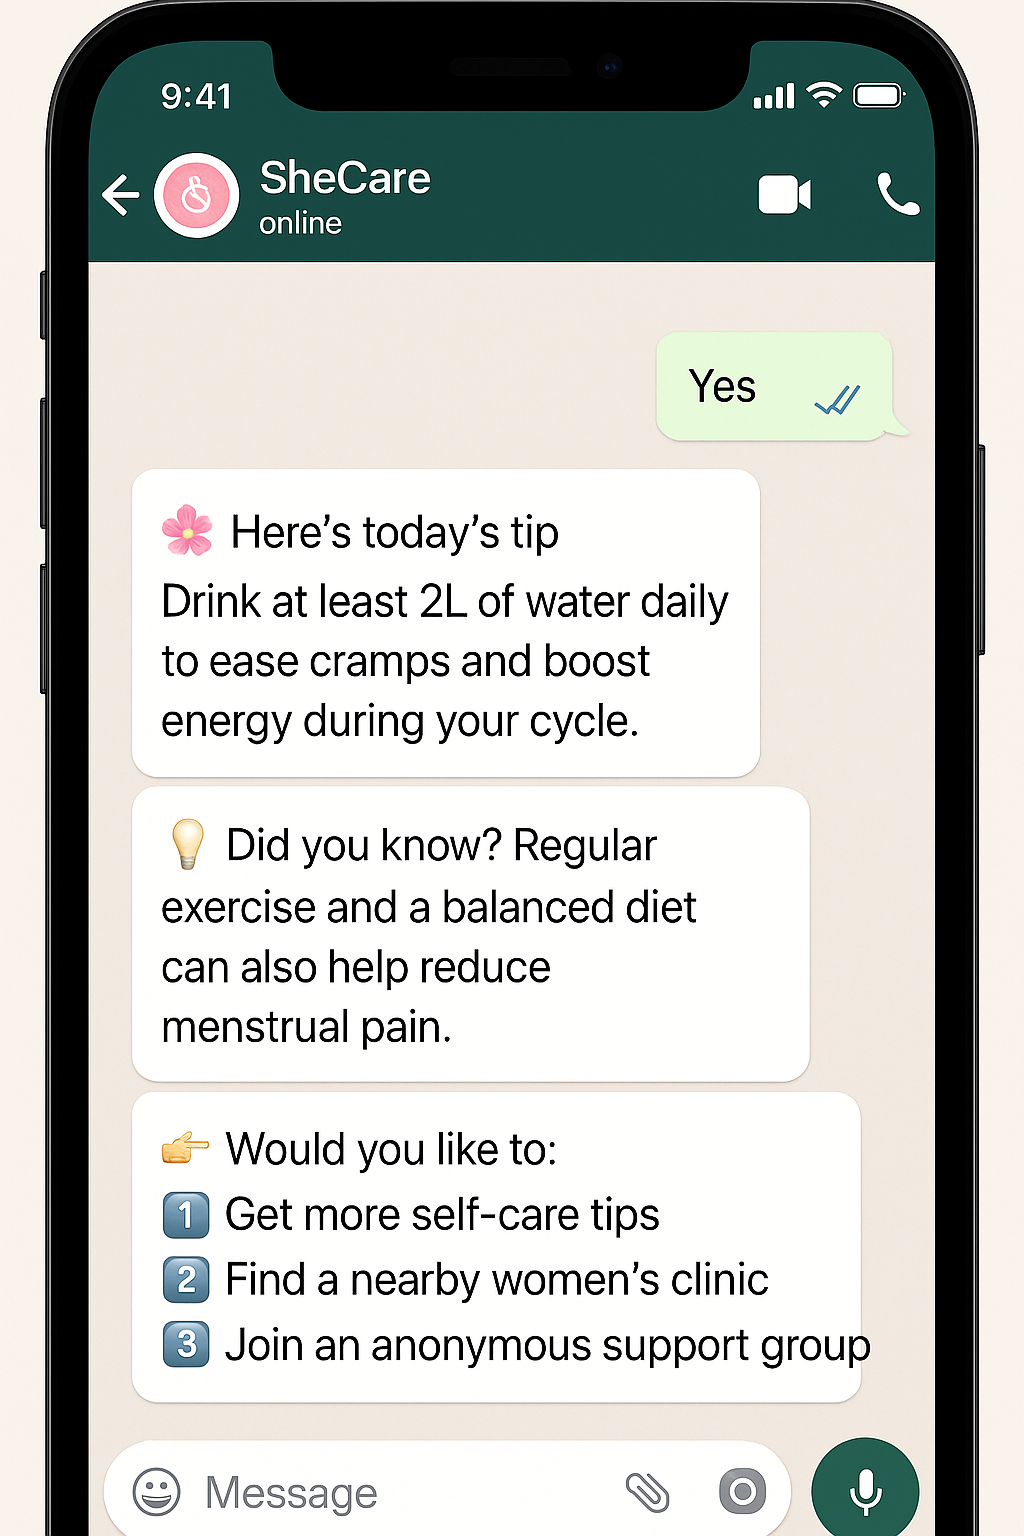 9:41
SheCare
online
Yes
🌸 Here’s today’s tip
Drink at least 2L of water daily
to ease cramps and boost
energy during your cycle.
💡 Did you know? Regular
exercise and a balanced diet
can also help reduce
menstrual pain.
👉 Would you like to:
1️⃣ Get more self-care tips
2️⃣ Find a nearby women’s clinic
3️⃣ Join an anonymous support group
Message